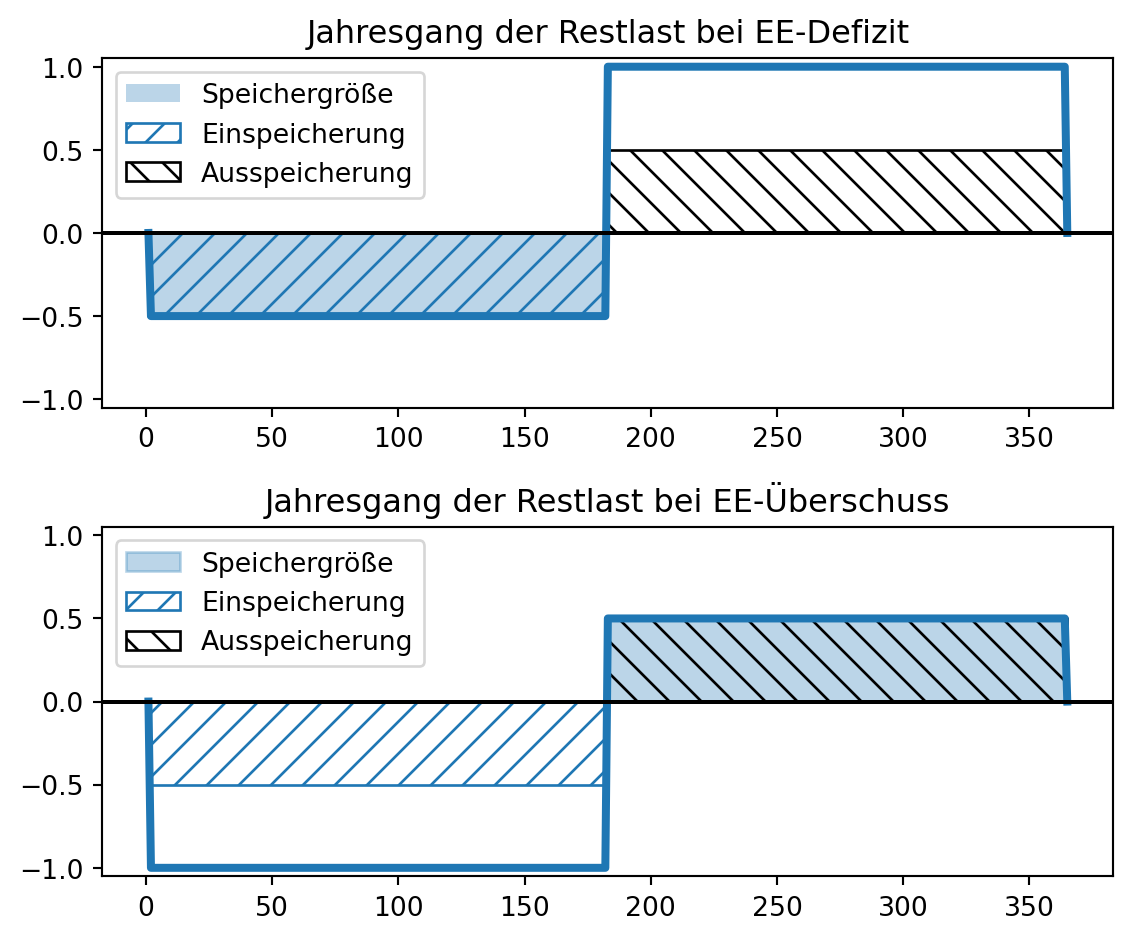 Jahresgang der Restlast bei EE-Defizit
1.0
Speichergröße
Einspeicherung
0.5
Ausspeicherung
0.0
−0.5
−1.0
0 50 100 150 200 250 300 350
Jahresgang der Restlast bei EE-Überschuss
1.0
Speichergröße
Einspeicherung
0.5
Ausspeicherung
0.0
−0.5
−1.0
0 50 100 150 200 250 300 350